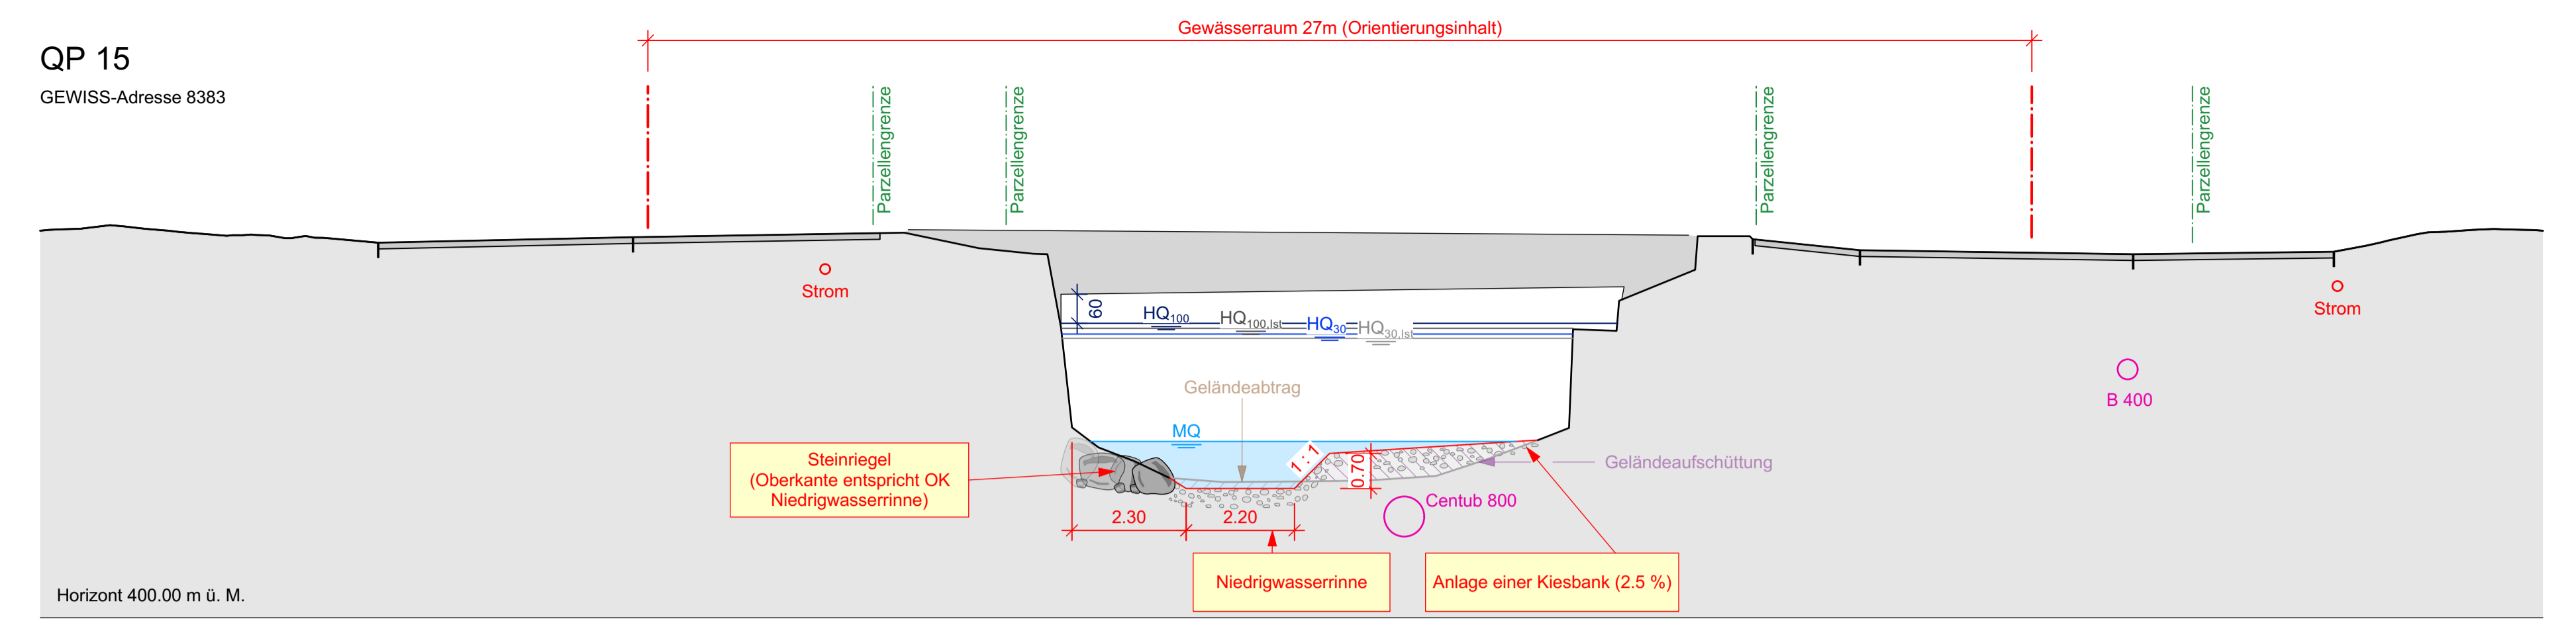 Gewässerraum 27m (Orientierungsinhalt)
QP 15
GEWISS-Adresse 8383
Parzellengrenze
Parzellengrenze
Parzellengrenze
Parzellengrenze
Strom
Strom
60
HQ100
HQ100,Ist
HQ30
HQ30,Ist
B 400
Geländeabtrag
MQ
1 : 1
0.70
Geländeaufschüttung
Steinriegel
(Oberkante entspricht OK
Niedrigwasserrinne)
Centub 800
2.30
2.20
Niedrigwasserrinne
Anlage einer Kiesbank (2.5 %)
Horizont 400.00 m ü. M.